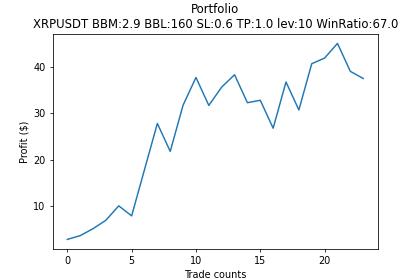 Portfolio
XRPUSDT BBM:2.9 BBL:160 SL:0.6 TP:1.0 lev:10 WinRatio:67.0
40
30
20
10
Profit ($)
0 5 10 15 20
Trade counts